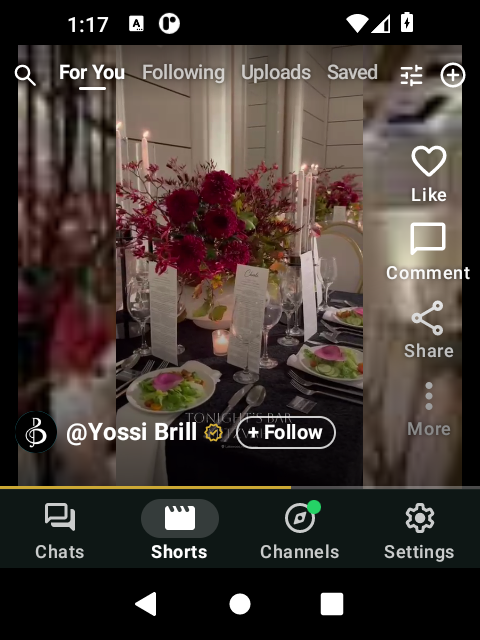 1:17
For You
Following
Uploads
Saved
Like
Comment
Share
More
@Yossi Brill
+ Follow
TONIGHT'S BAR
Chats
Shorts
Channels
Settings